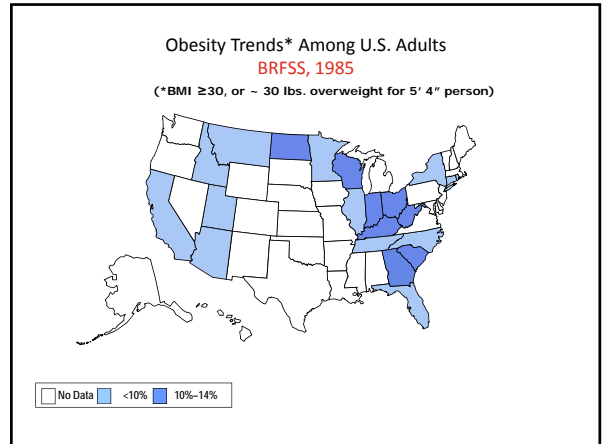 Obesity Trends* Among U.S. Adults
BRFSS, 1985
(*BMI ≥30, or ~ 30 lbs. overweight for 5' 4" person)
No Data <10% 10%–14%